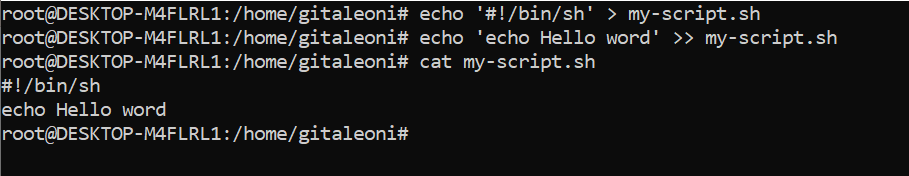 root@DESKTOP-M4FLRL1:/home/gitaleoni# echo '#!/bin/sh' > my-script.sh
root@DESKTOP-M4FLRL1:/home/gitaleoni# echo 'echo Hello word' >> my-script.sh
root@DESKTOP-M4FLRL1:/home/gitaleoni# cat my-script.sh
#!/bin/sh
echo Hello word
root@DESKTOP-M4FLRL1:/home/gitaleoni#